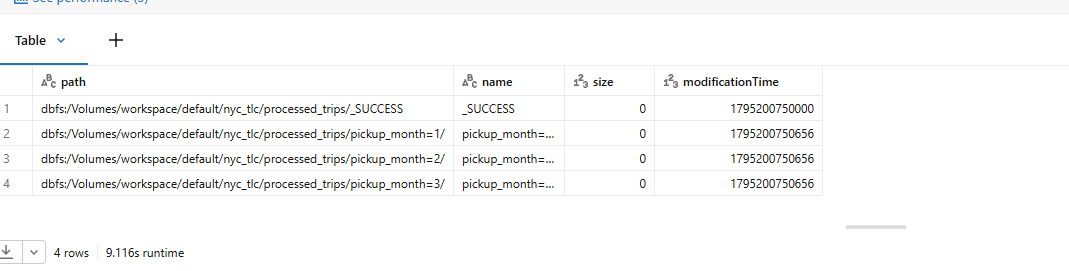 See performance (3)
Table
path name size modificationTime
1 dbfs:/Volumes/workspace/default/nyc_tlc/processed_trips/_SUCCESS _SUCCESS 0 1795200750000
2 dbfs:/Volumes/workspace/default/nyc_tlc/processed_trips/pickup_month=1/ pickup_month=... 0 1795200750656
3 dbfs:/Volumes/workspace/default/nyc_tlc/processed_trips/pickup_month=2/ pickup_month=... 0 1795200750656
4 dbfs:/Volumes/workspace/default/nyc_tlc/processed_trips/pickup_month=3/ pickup_month=... 0 1795200750656
4 rows 9.116s runtime